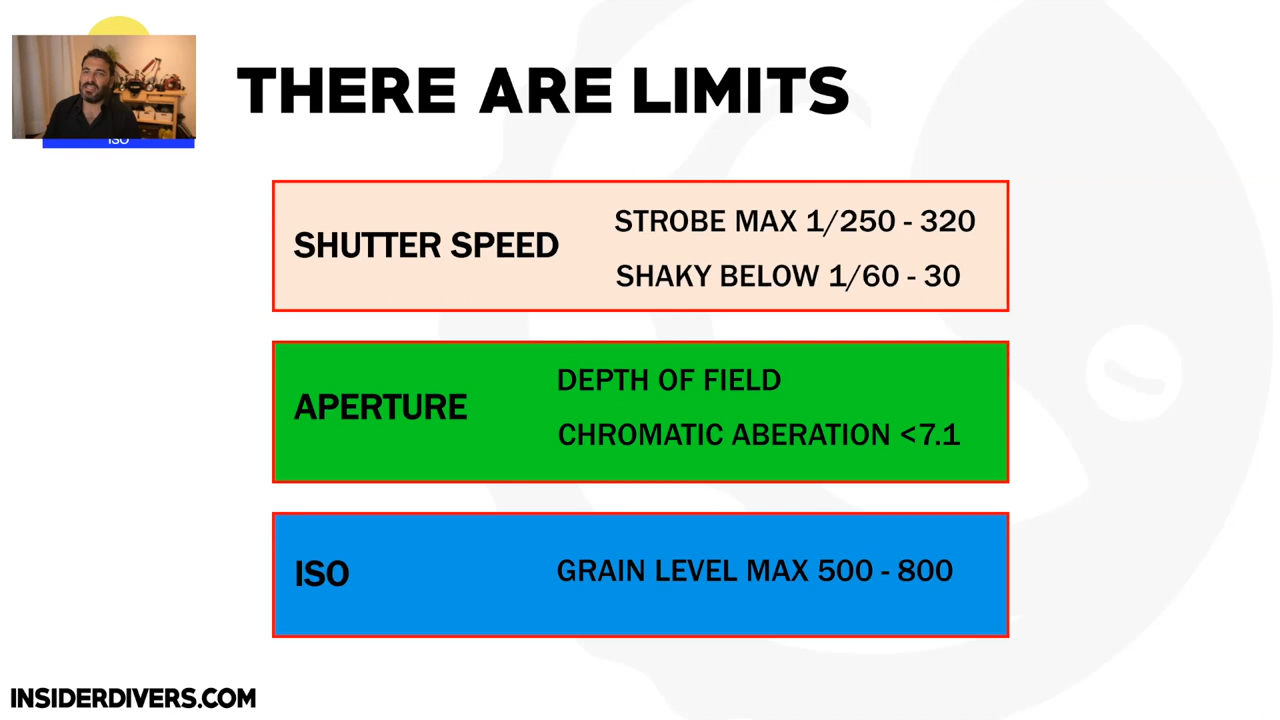 THERE ARE LIMITS
ISO
SHUTTER SPEED
STROBE MAX 1/250 - 320
SHAKY BELOW 1/60 - 30
APERTURE
DEPTH OF FIELD
CHROMATIC ABERATION <7.1
ISO
GRAIN LEVEL MAX 500 - 800
INSIDERDIVERS.COM